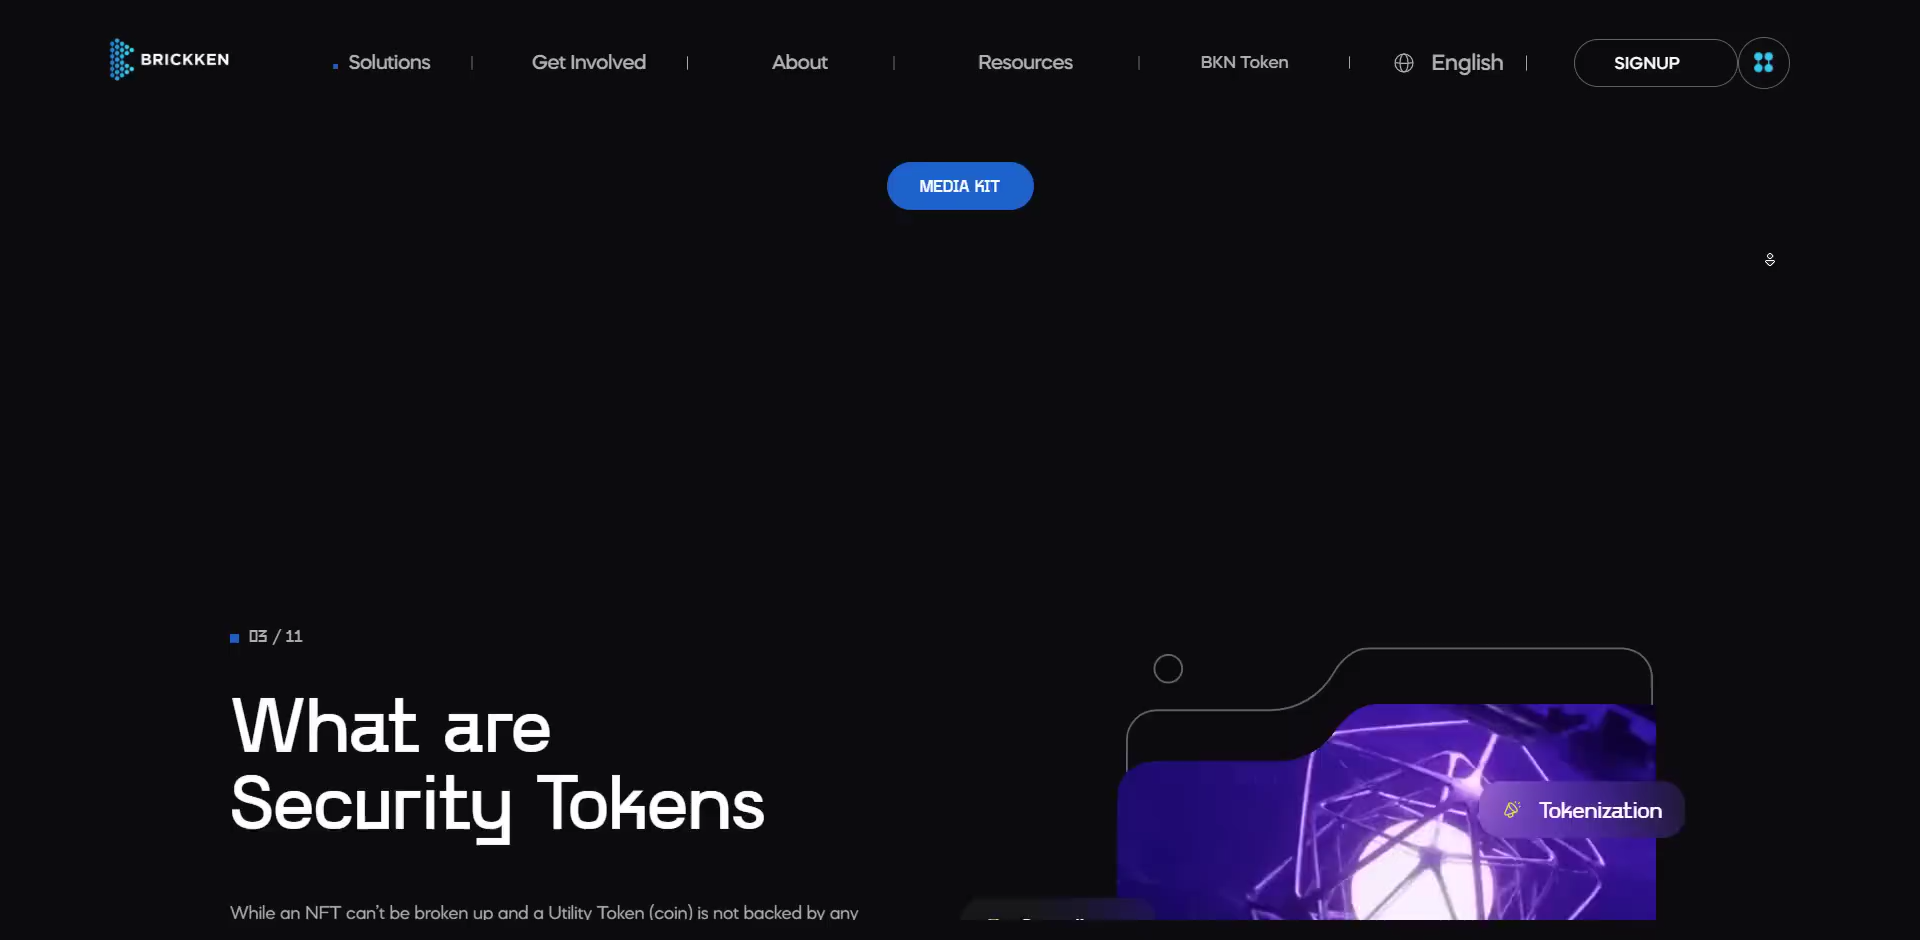 BRICKKEN
Solutions
Get Involved
About
Resources
BKN Token
English
SIGNUP
MEDIA KIT
03 / 11
What are
Security Tokens
Tokenization
While an NFT can't be broken up and a Utility Token (coin) is not backed by any